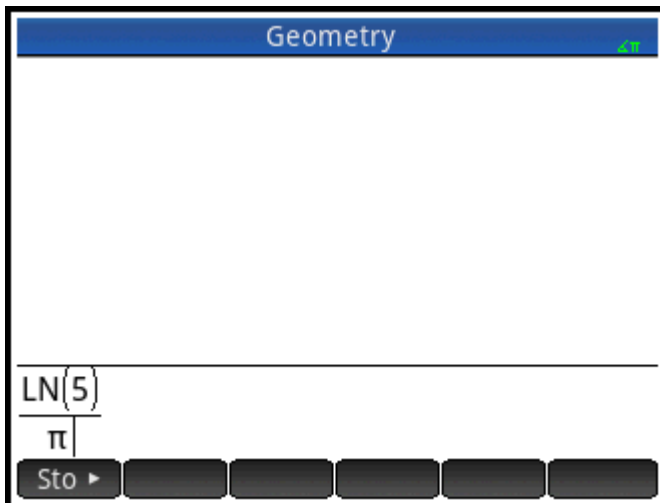 Geometry
∡π
LN(5)
π
Sto ▸